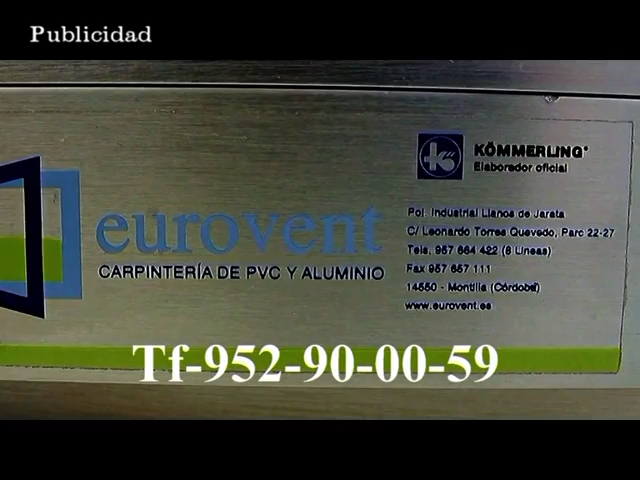 Publicidad
KÖMMERLING®
Elaborador oficial
eurovent
CARPINTERÍA DE PVC Y ALUMINIO
Pol. Industrial Llanos de Jarata
C/ Leonardo Torres Quevedo, Parc 22-27
Tels. 957 664 422 (6 Líneas)
Fax 957 657 111
14550 - Montilla (Córdoba)
www.eurovent.es
Tf-952-90-00-59